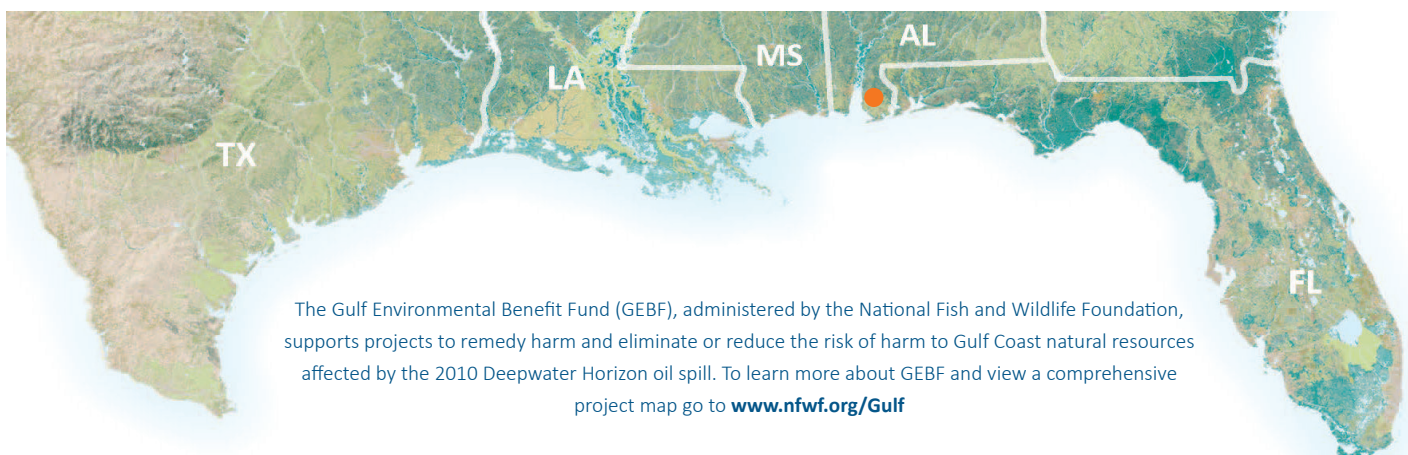 AL
MS
LA
TX
FL
The Gulf Environmental Benefit Fund (GEBF), administered by the National Fish and Wildlife Foundation,
supports projects to remedy harm and eliminate or reduce the risk of harm to Gulf Coast natural resources
affected by the 2010 Deepwater Horizon oil spill. To learn more about GEBF and view a comprehensive
project map go to www.nfwf.org/Gulf